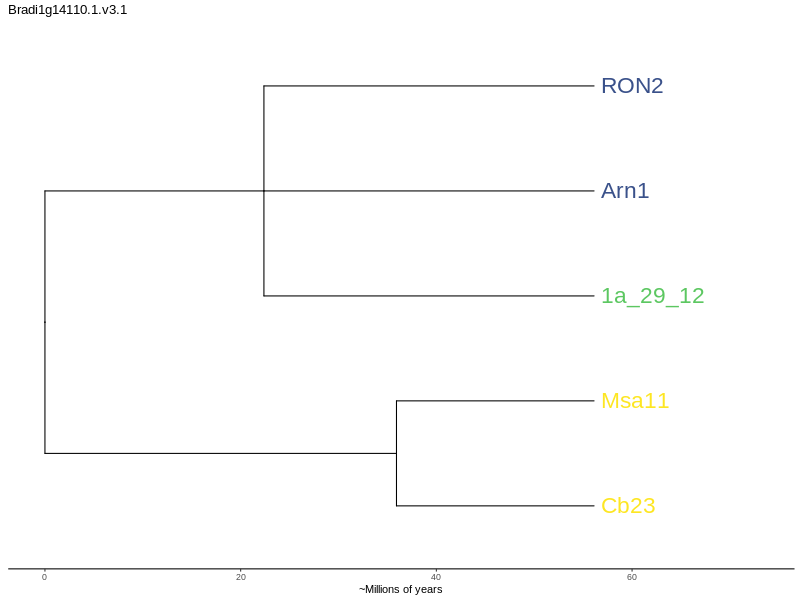 Bradi1g14110.1.v3.1
RON2
Arn1
1a_29_12
Msa11
Cb23
0 20 40 60
~Millions of years